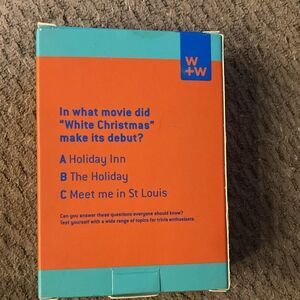 W
+W
In what movie did
"White Christmas"
make its debut?
A Holiday Inn
B The Holiday
C Meet me in St Louis
Can you answer these questions everyone should know?
Test yourself with a wide range of topics for trivia enthusiasts.